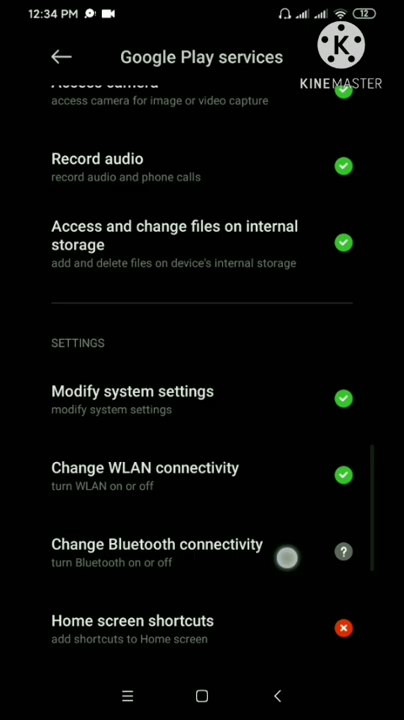 12:34 PM
12
Google Play services
K
KINEMASTER
Access camera
access camera for image or video capture
Record audio
record audio and phone calls
Access and change files on internal
storage
add and delete files on device's internal storage
SETTINGS
Modify system settings
modify system settings
Change WLAN connectivity
turn WLAN on or off
Change Bluetooth connectivity
turn Bluetooth on or off
?
Home screen shortcuts
add shortcuts to Home screen